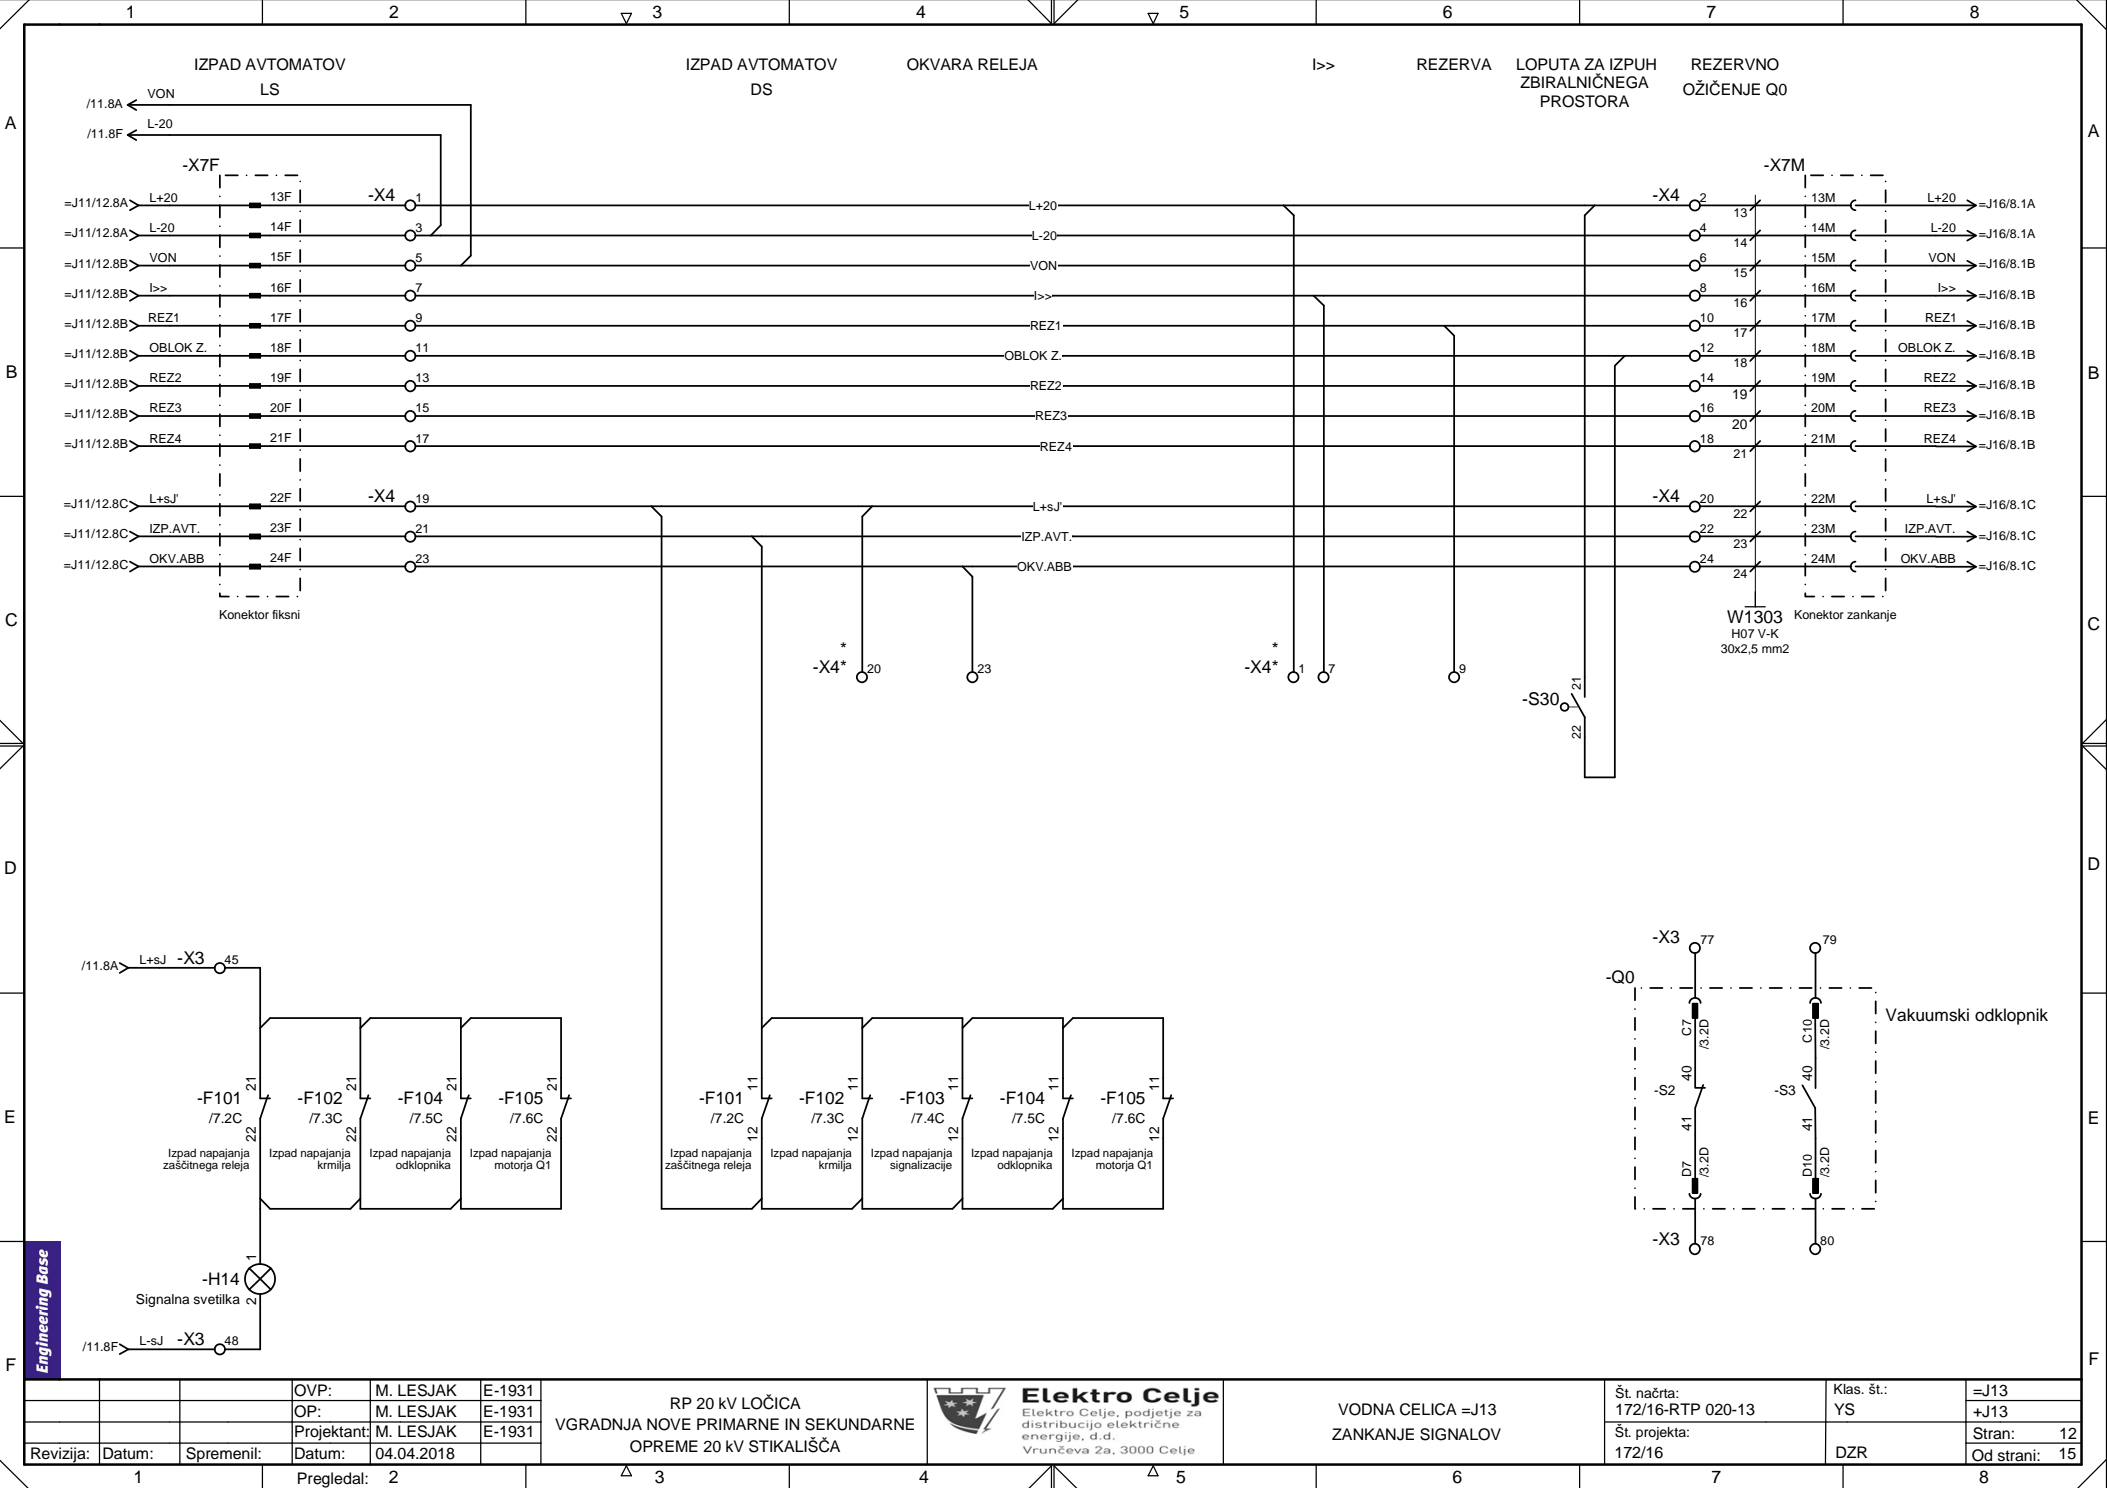 1 2 3 4 5 6 7 8
IZPAD AVTOMATOV
LS
IZPAD AVTOMATOV
DS
OKVARA RELEJA
I>>
REZERVA
LOPUTA ZA IZPUH
ZBIRALNIČNEGA
PROSTORA
REZERVNO
OŽIČENJE Q0
A
A
/11.8A VON
/11.8F L-20
-X7F
-X7M
=J11/12.8A L+20 13F -X4 1 L+20 -X4 2 13 13M L+20 =J16/8.1A
=J11/12.8A L-20 14F 3 L-20 4 14 14M L-20 =J16/8.1A
=J11/12.8B VON 15F 5 VON 6 15 15M VON =J16/8.1B
=J11/12.8B I>> 16F 7 I>> 8 16 16M I>> =J16/8.1B
=J11/12.8B REZ1 17F 9 REZ1 10 17 17M REZ1 =J16/8.1B
=J11/12.8B OBLOK Z. 18F 11 OBLOK Z. 12 18 18M OBLOK Z. =J16/8.1B
B
B
=J11/12.8B REZ2 19F 13 REZ2 14 19 19M REZ2 =J16/8.1B
=J11/12.8B REZ3 20F 15 REZ3 16 20 20M REZ3 =J16/8.1B
=J11/12.8B REZ4 21F 17 REZ4 18 21 21M REZ4 =J16/8.1B
=J11/12.8C L+sJ' 22F -X4 19 L+sJ' -X4 20 22 22M L+sJ' =J16/8.1C
=J11/12.8C IZP.AVT. 23F 21 IZP.AVT. 22 23 23M IZP.AVT. =J16/8.1C
=J11/12.8C OKV.ABB 24F 23 OKV.ABB 24 24 24M OKV.ABB =J16/8.1C
Konektor fiksni
W1303
H07 V-K
30x2,5 mm2
Konektor zankanje
C
C
*
-X4* 20 23
*
-X4* 1 7 9
-S30 21 22
D
D
/11.8A L+sJ -X3 45
-X3 77 79
-Q0
Vakuumski odklopnik
C7 /3.2D C10 /3.2D
-F101 /7.2C 21 22
Izpad napajanja
zaščitnega releja
-F102 /7.3C 21 22
Izpad napajanja
krmilja
-F104 /7.5C 21 22
Izpad napajanja
odklopnika
-F105 /7.6C 21 22
Izpad napajanja
motorja Q1
-F101 /7.2C 11 12
Izpad napajanja
zaščitnega releja
-F102 /7.3C 11 12
Izpad napajanja
krmilja
-F103 /7.4C 11 12
Izpad napajanja
signalizacije
-F104 /7.5C 11 12
Izpad napajanja
odklopnika
-F105 /7.6C 11 12
Izpad napajanja
motorja Q1
-S2 40 41
-S3 40 41
D7 /3.2D D10 /3.2D
E
E
-X3 78 80
-H14 1 2
Signalna svetilka
/11.8F L-sJ -X3 48
F
F
Engineering Base
OVP: M. LESJAK E-1931
OP: M. LESJAK E-1931
Projektant: M. LESJAK E-1931
Revizija: Datum: Spremenil: Datum: 04.04.2018
Pregledal:
RP 20 kV LOČICA
VGRADNJA NOVE PRIMARNE IN SEKUNDARNE
OPREME 20 kV STIKALIŠČA
Elektro Celje
Elektro Celje, podjetje za
distribucijo električne
energije, d.d.
Vrunčeva 2a, 3000 Celje
VODNA CELICA =J13
ZANKANJE SIGNALOV
Št. načrta:
172/16-RTP 020-13
Št. projekta:
172/16
Klas. št.:
YS
DZR
=J13
+J13
Stran: 12
Od strani: 15
1 2 3 4 5 6 7 8